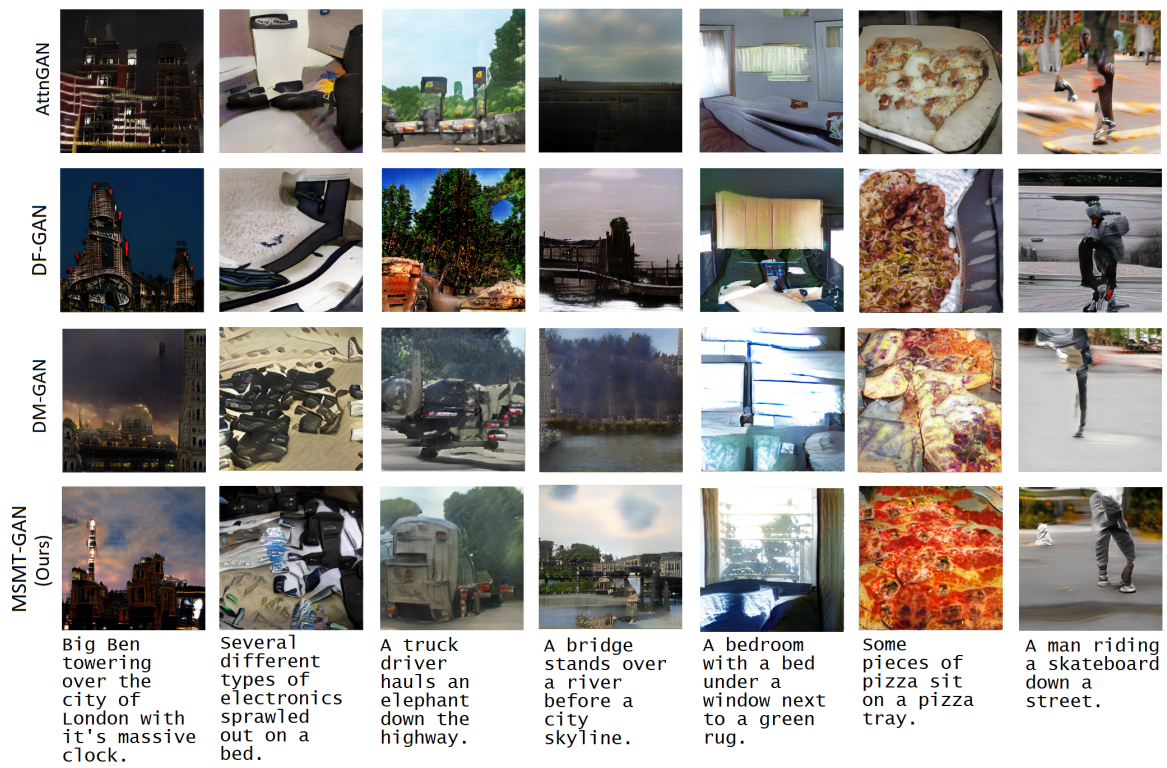 AttnGAN
DF-GAN
DM-GAN
MSMT-GAN
(Ours)
Big Ben
towering
over the
city of
London with
it's massive
clock.
Several
different
types of
electronics
sprawled
out on a
bed.
A truck
driver
hauls an
elephant
down the
highway.
A bridge
stands over
a river
before a
city
skyline.
A bedroom
with a bed
under a
window next
to a green
rug.
Some
pieces of
pizza sit
on a pizza
tray.
A man riding
a skateboard
down a
street.